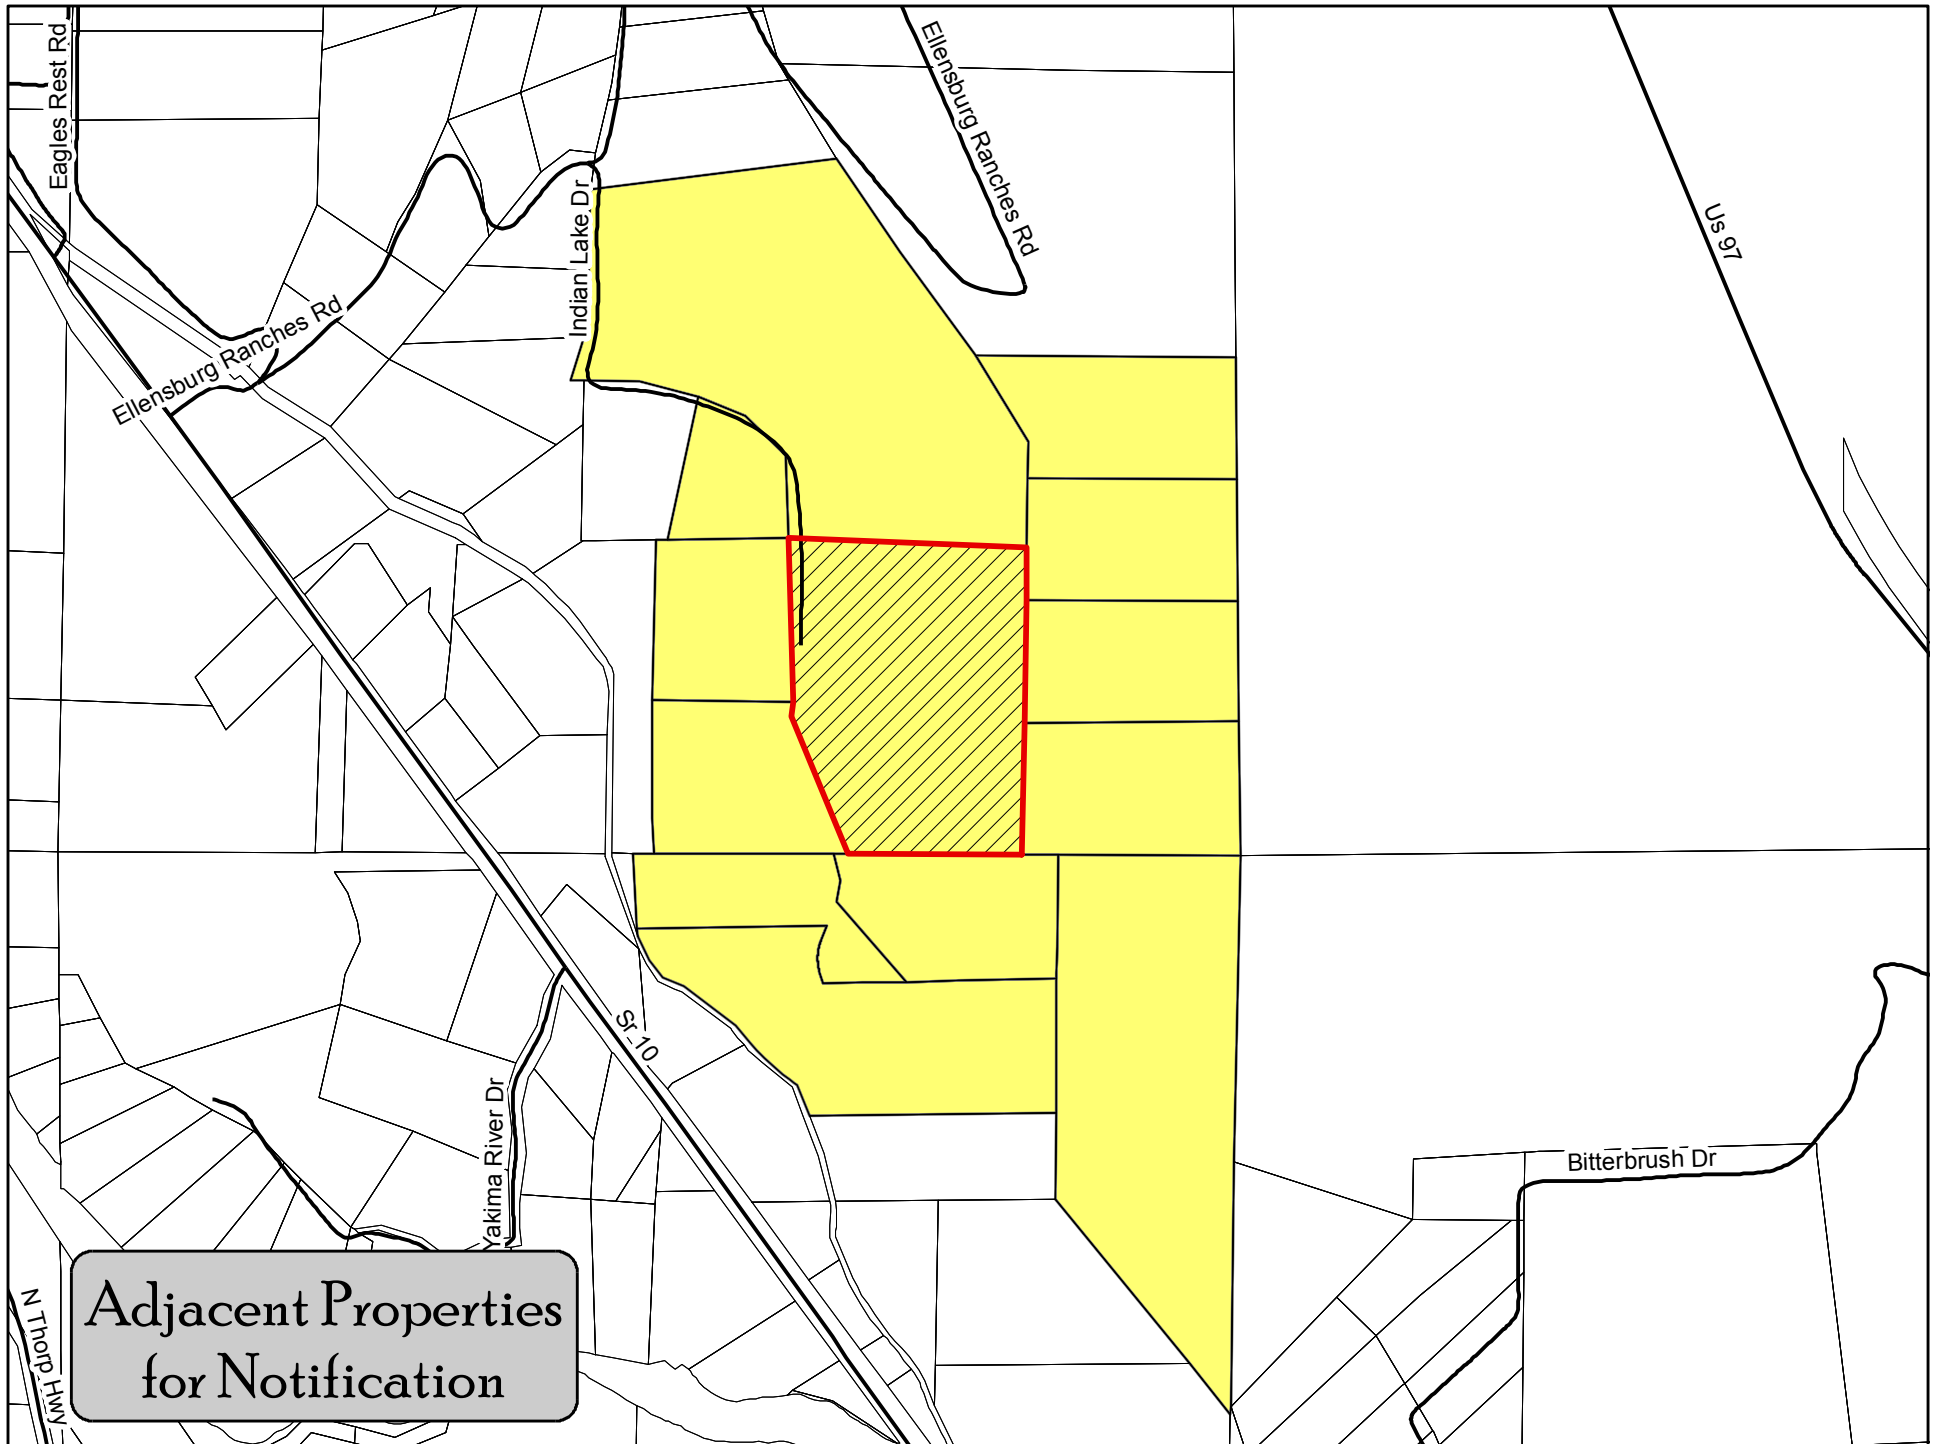 Eagles Rest Rd
Ellensburg Ranches Rd
Us 97
Indian Lake Dr
Ellensburg Ranches Rd
Sr 10
Yakima River Dr
Bitterbrush Dr
N Thorp Hwy
Adjacent Properties
for Notification